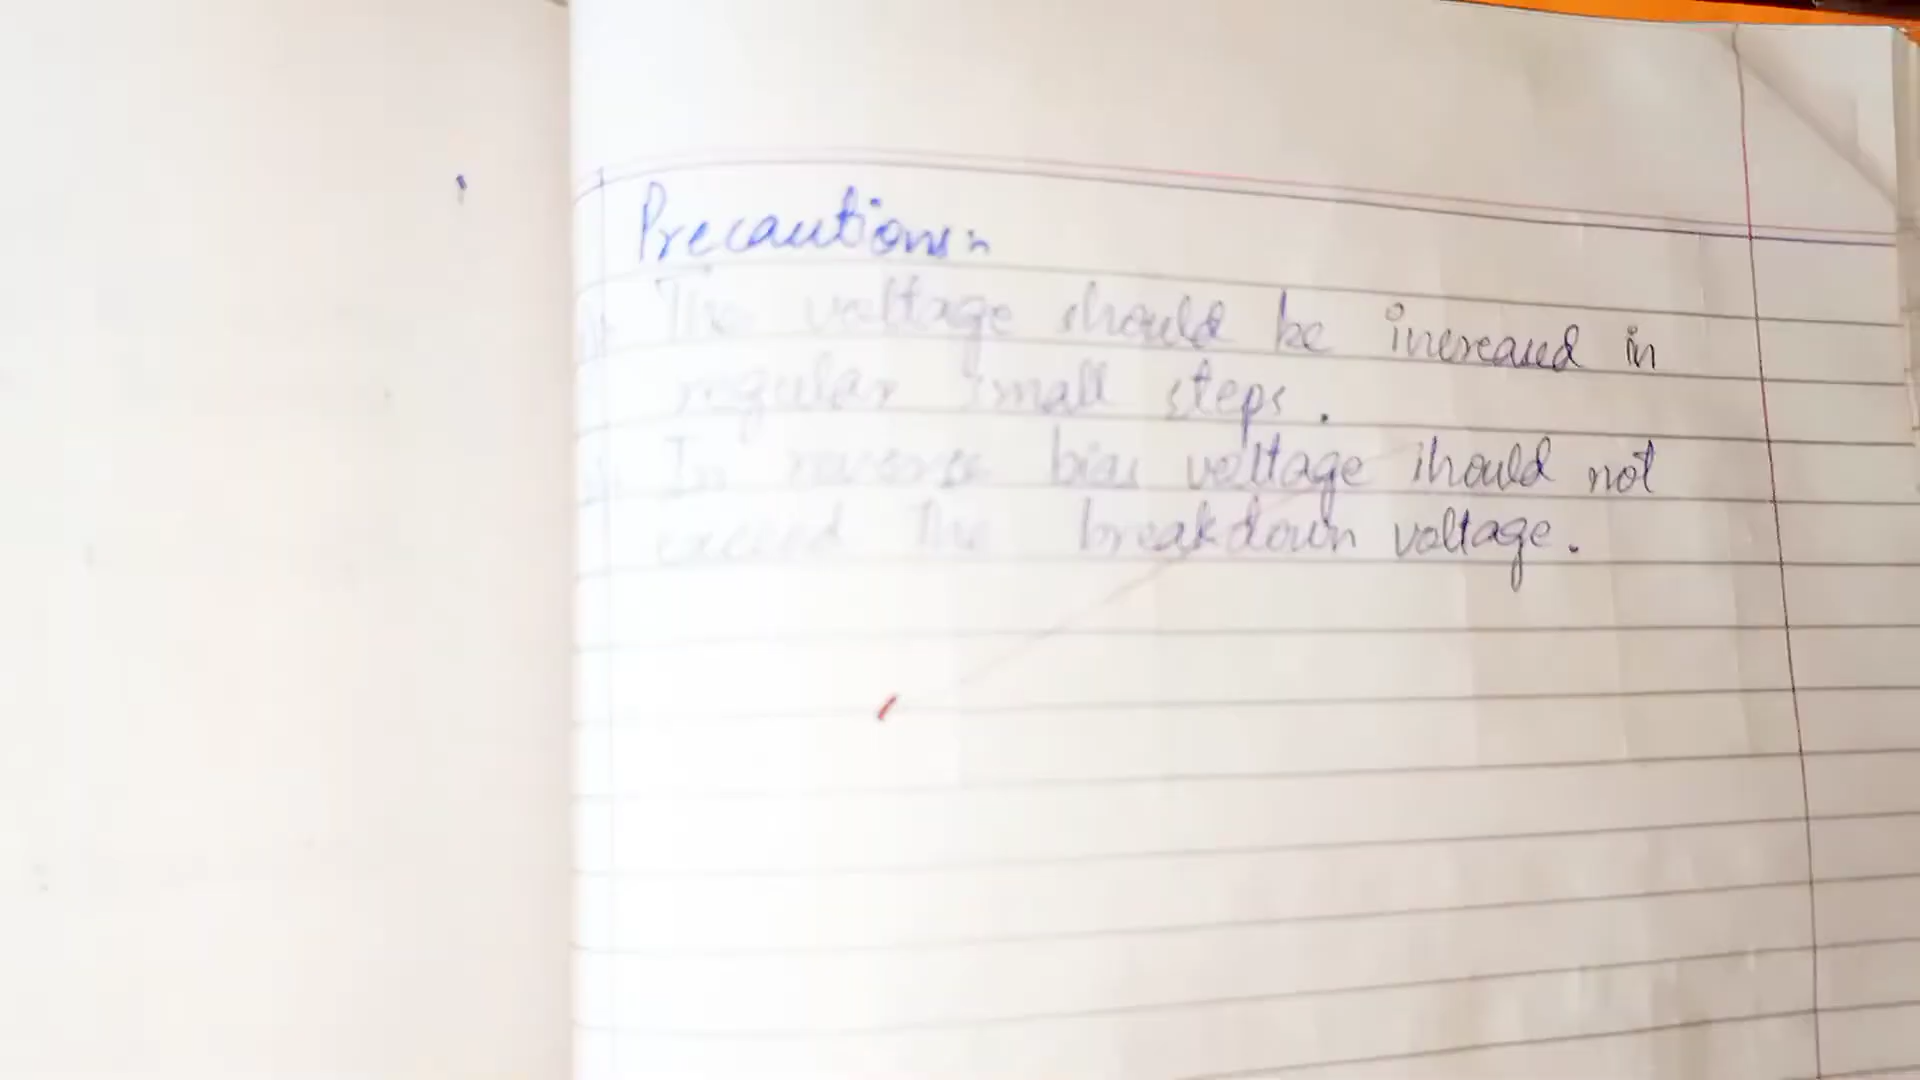 Precautions:-
The voltage should be increased in
regular small steps.
In reverse bias voltage should not
exceed the breakdown voltage.